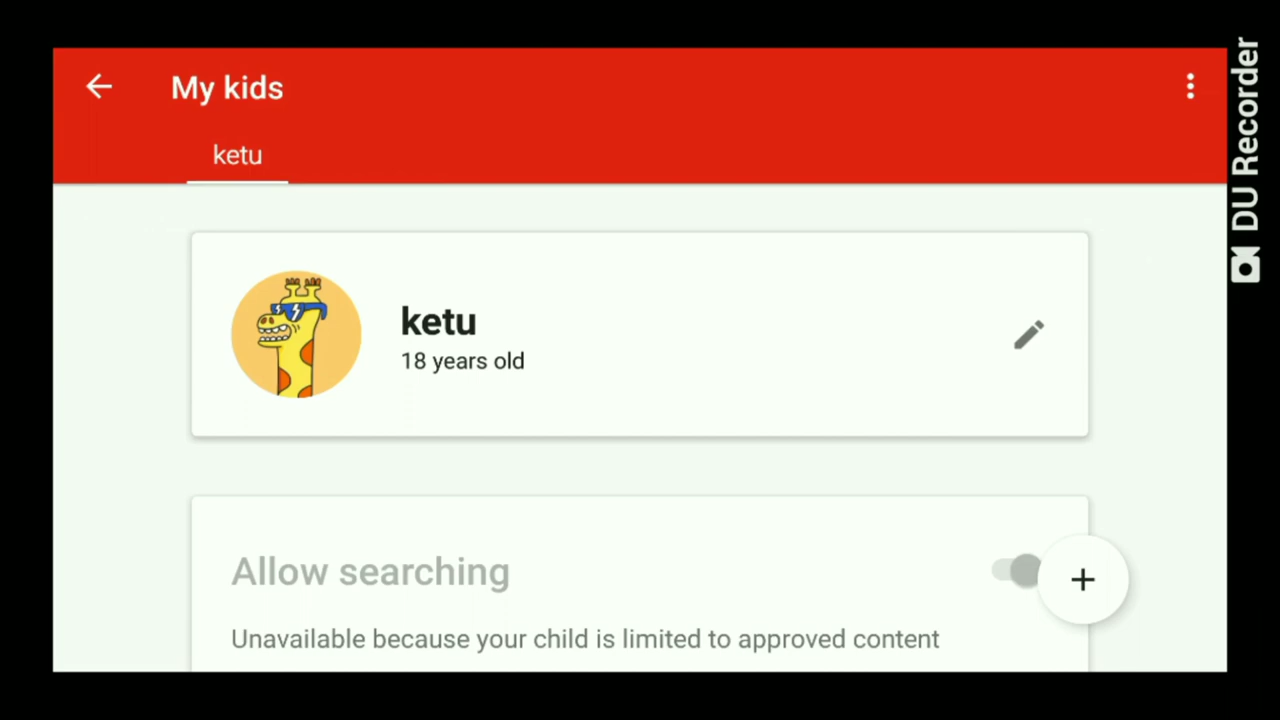 My kids
ketu
ketu
18 years old
Allow searching
Unavailable because your child is limited to approved content
DU Recorder